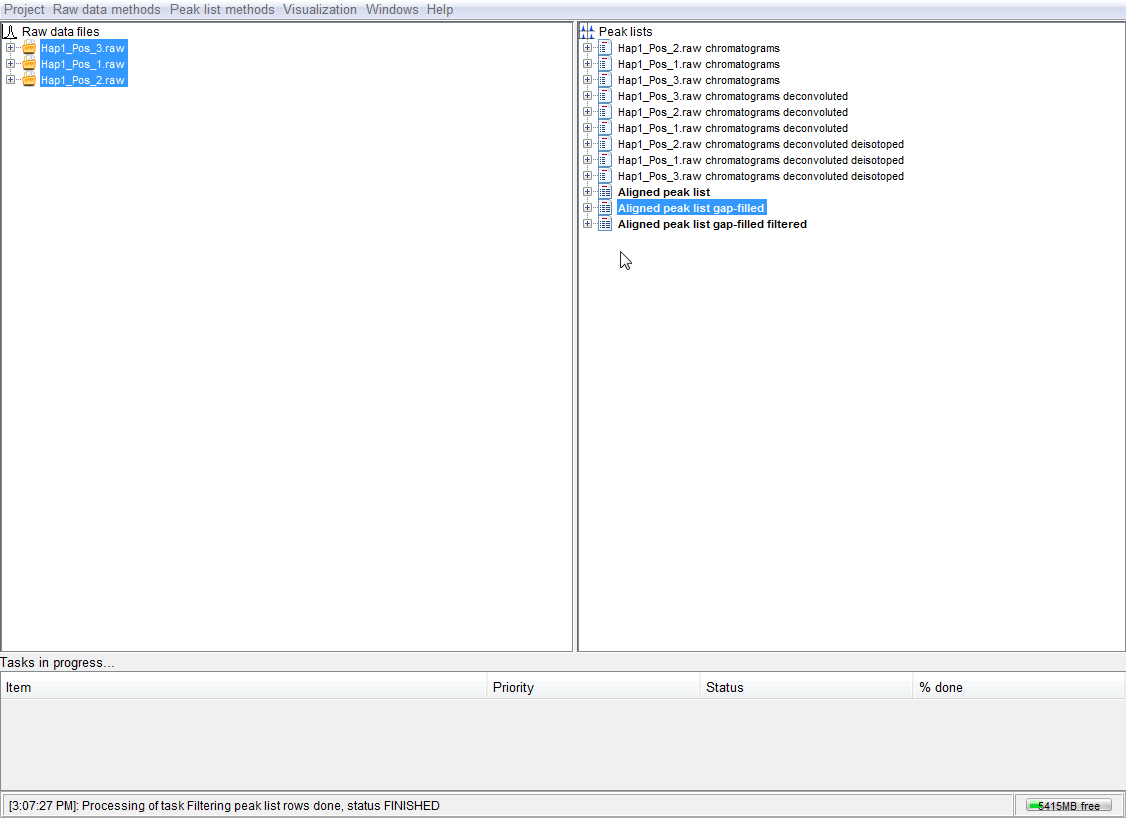 Project Raw data methods Peak list methods Visualization Windows Help
Raw data files
Hap1_Pos_3.raw
Hap1_Pos_1.raw
Hap1_Pos_2.raw
Peak lists
Hap1_Pos_2.raw chromatograms
Hap1_Pos_1.raw chromatograms
Hap1_Pos_3.raw chromatograms
Hap1_Pos_3.raw chromatograms deconvoluted
Hap1_Pos_2.raw chromatograms deconvoluted
Hap1_Pos_1.raw chromatograms deconvoluted
Hap1_Pos_2.raw chromatograms deconvoluted deisotoped
Hap1_Pos_1.raw chromatograms deconvoluted deisotoped
Hap1_Pos_3.raw chromatograms deconvoluted deisotoped
Aligned peak list
Aligned peak list gap-filled
Aligned peak list gap-filled filtered
Tasks in progress...
Item Priority Status % done
[3:07:27 PM]: Processing of task Filtering peak list rows done, status FINISHED
5415MB free